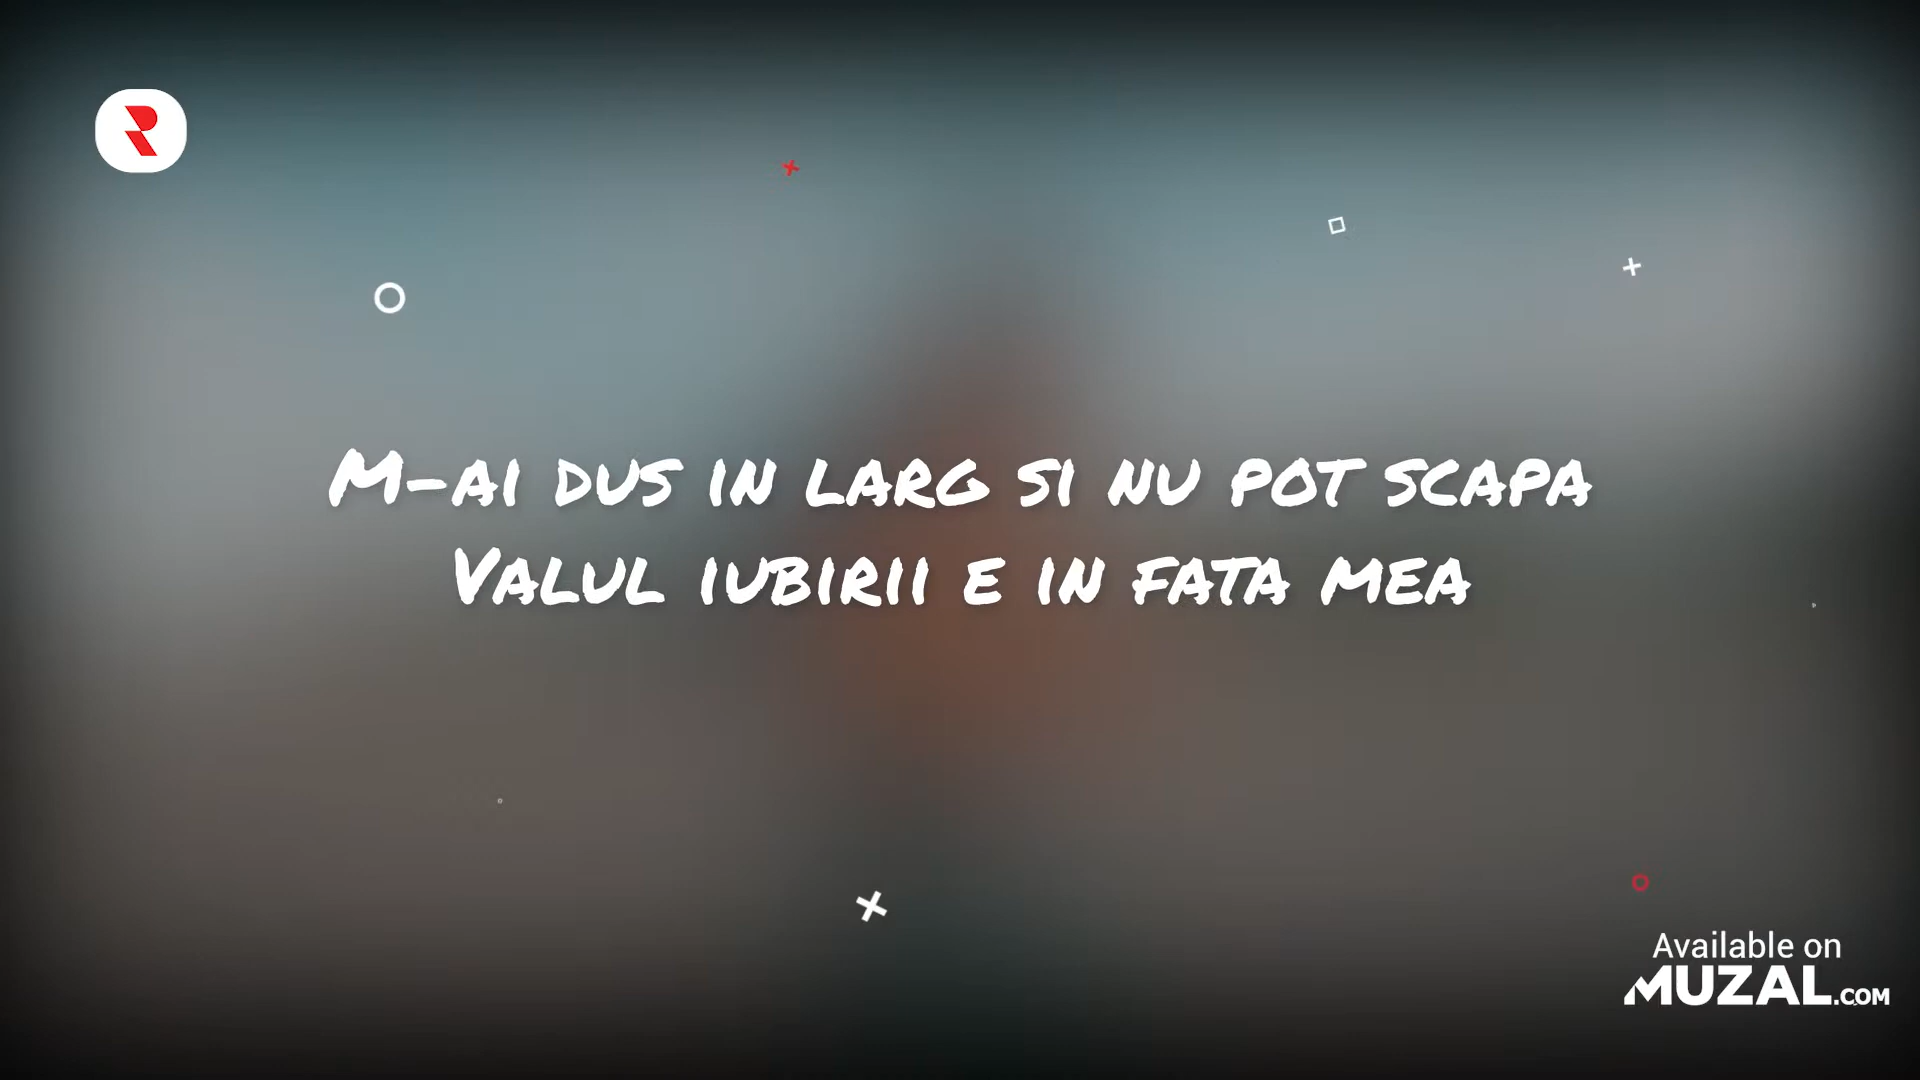 M-ai dus in larg si nu pot scapa
Valul iubirii e in fata mea
Available on
MUZAL.COM